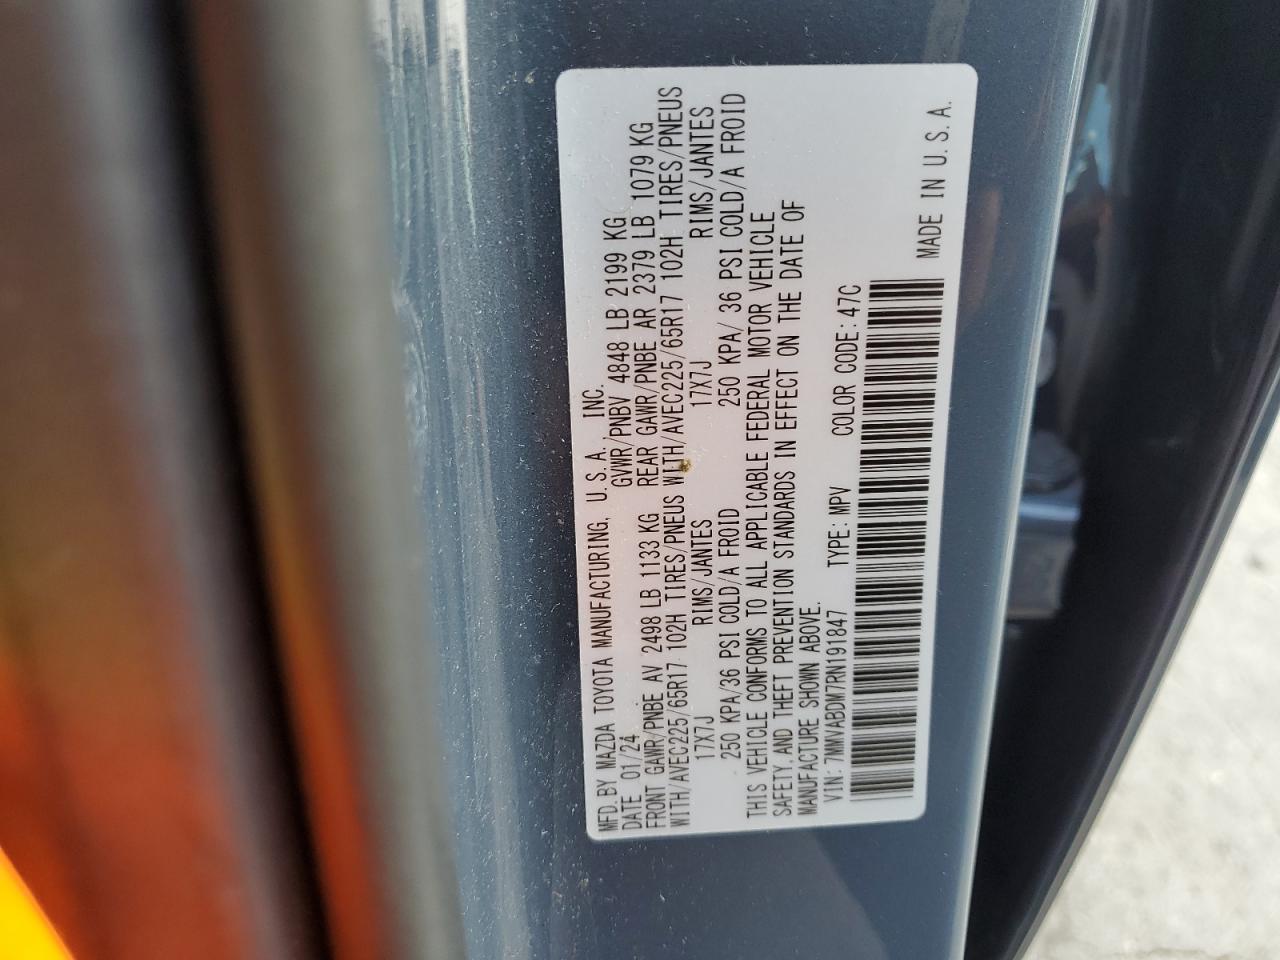 MFD. BY MAZDA TOYOTA MANUFACTURING, U.S.A. INC.
DATE 01/24 GVWR/PNBV 4848 LB 2199 KG
FRONT GAWR/PNBE AV 2498 LB 1133 KG REAR GAWR/PNBE AR 2379 LB 1079 KG
WITH/AVEC225/65R17 102H TIRES/PNEUS WITH/AVEC225/65R17 102H TIRES/PNEUS
17X7J RIMS/JANTES 17X7J RIMS/JANTES
250 KPA/36 PSI COLD/A FROID 250 KPA/ 36 PSI COLD/A FROID
THIS VEHICLE CONFORMS TO ALL APPLICABLE FEDERAL MOTOR VEHICLE
SAFETY, AND THEFT PREVENTION STANDARDS IN EFFECT ON THE DATE OF
MANUFACTURE SHOWN ABOVE.
VIN: 7MMVABDM7RN191847 TYPE: MPV COLOR CODE: 47C
MADE IN U.S.A.